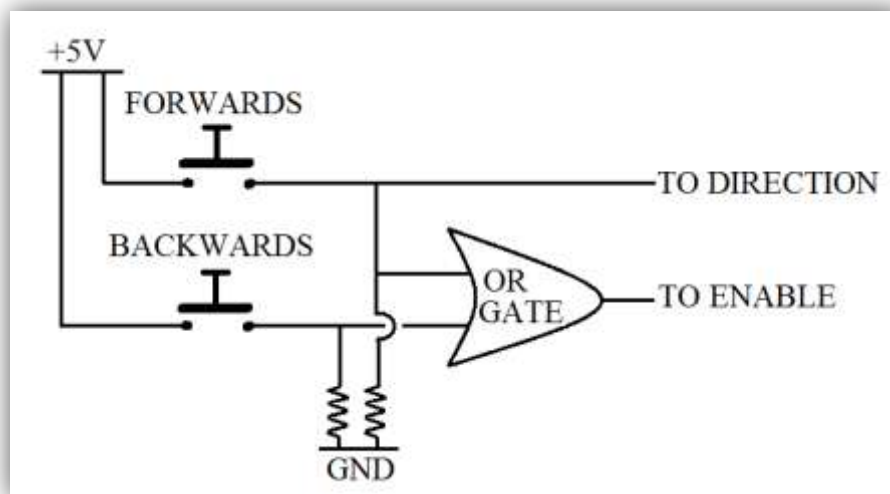 +5V
FORWARDS
TO DIRECTION
BACKWARDS
OR
GATE
TO ENABLE
GND